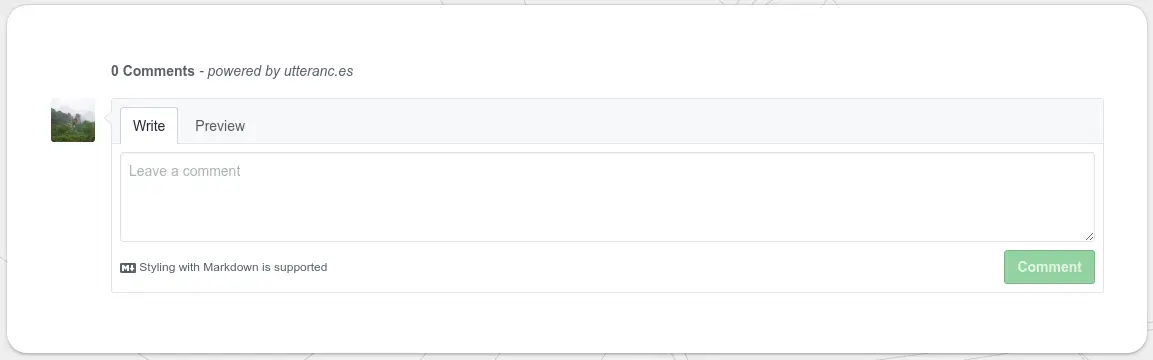 0 Comments - powered by utteranc.es
Write Preview
Leave a comment
M Styling with Markdown is supported Comment